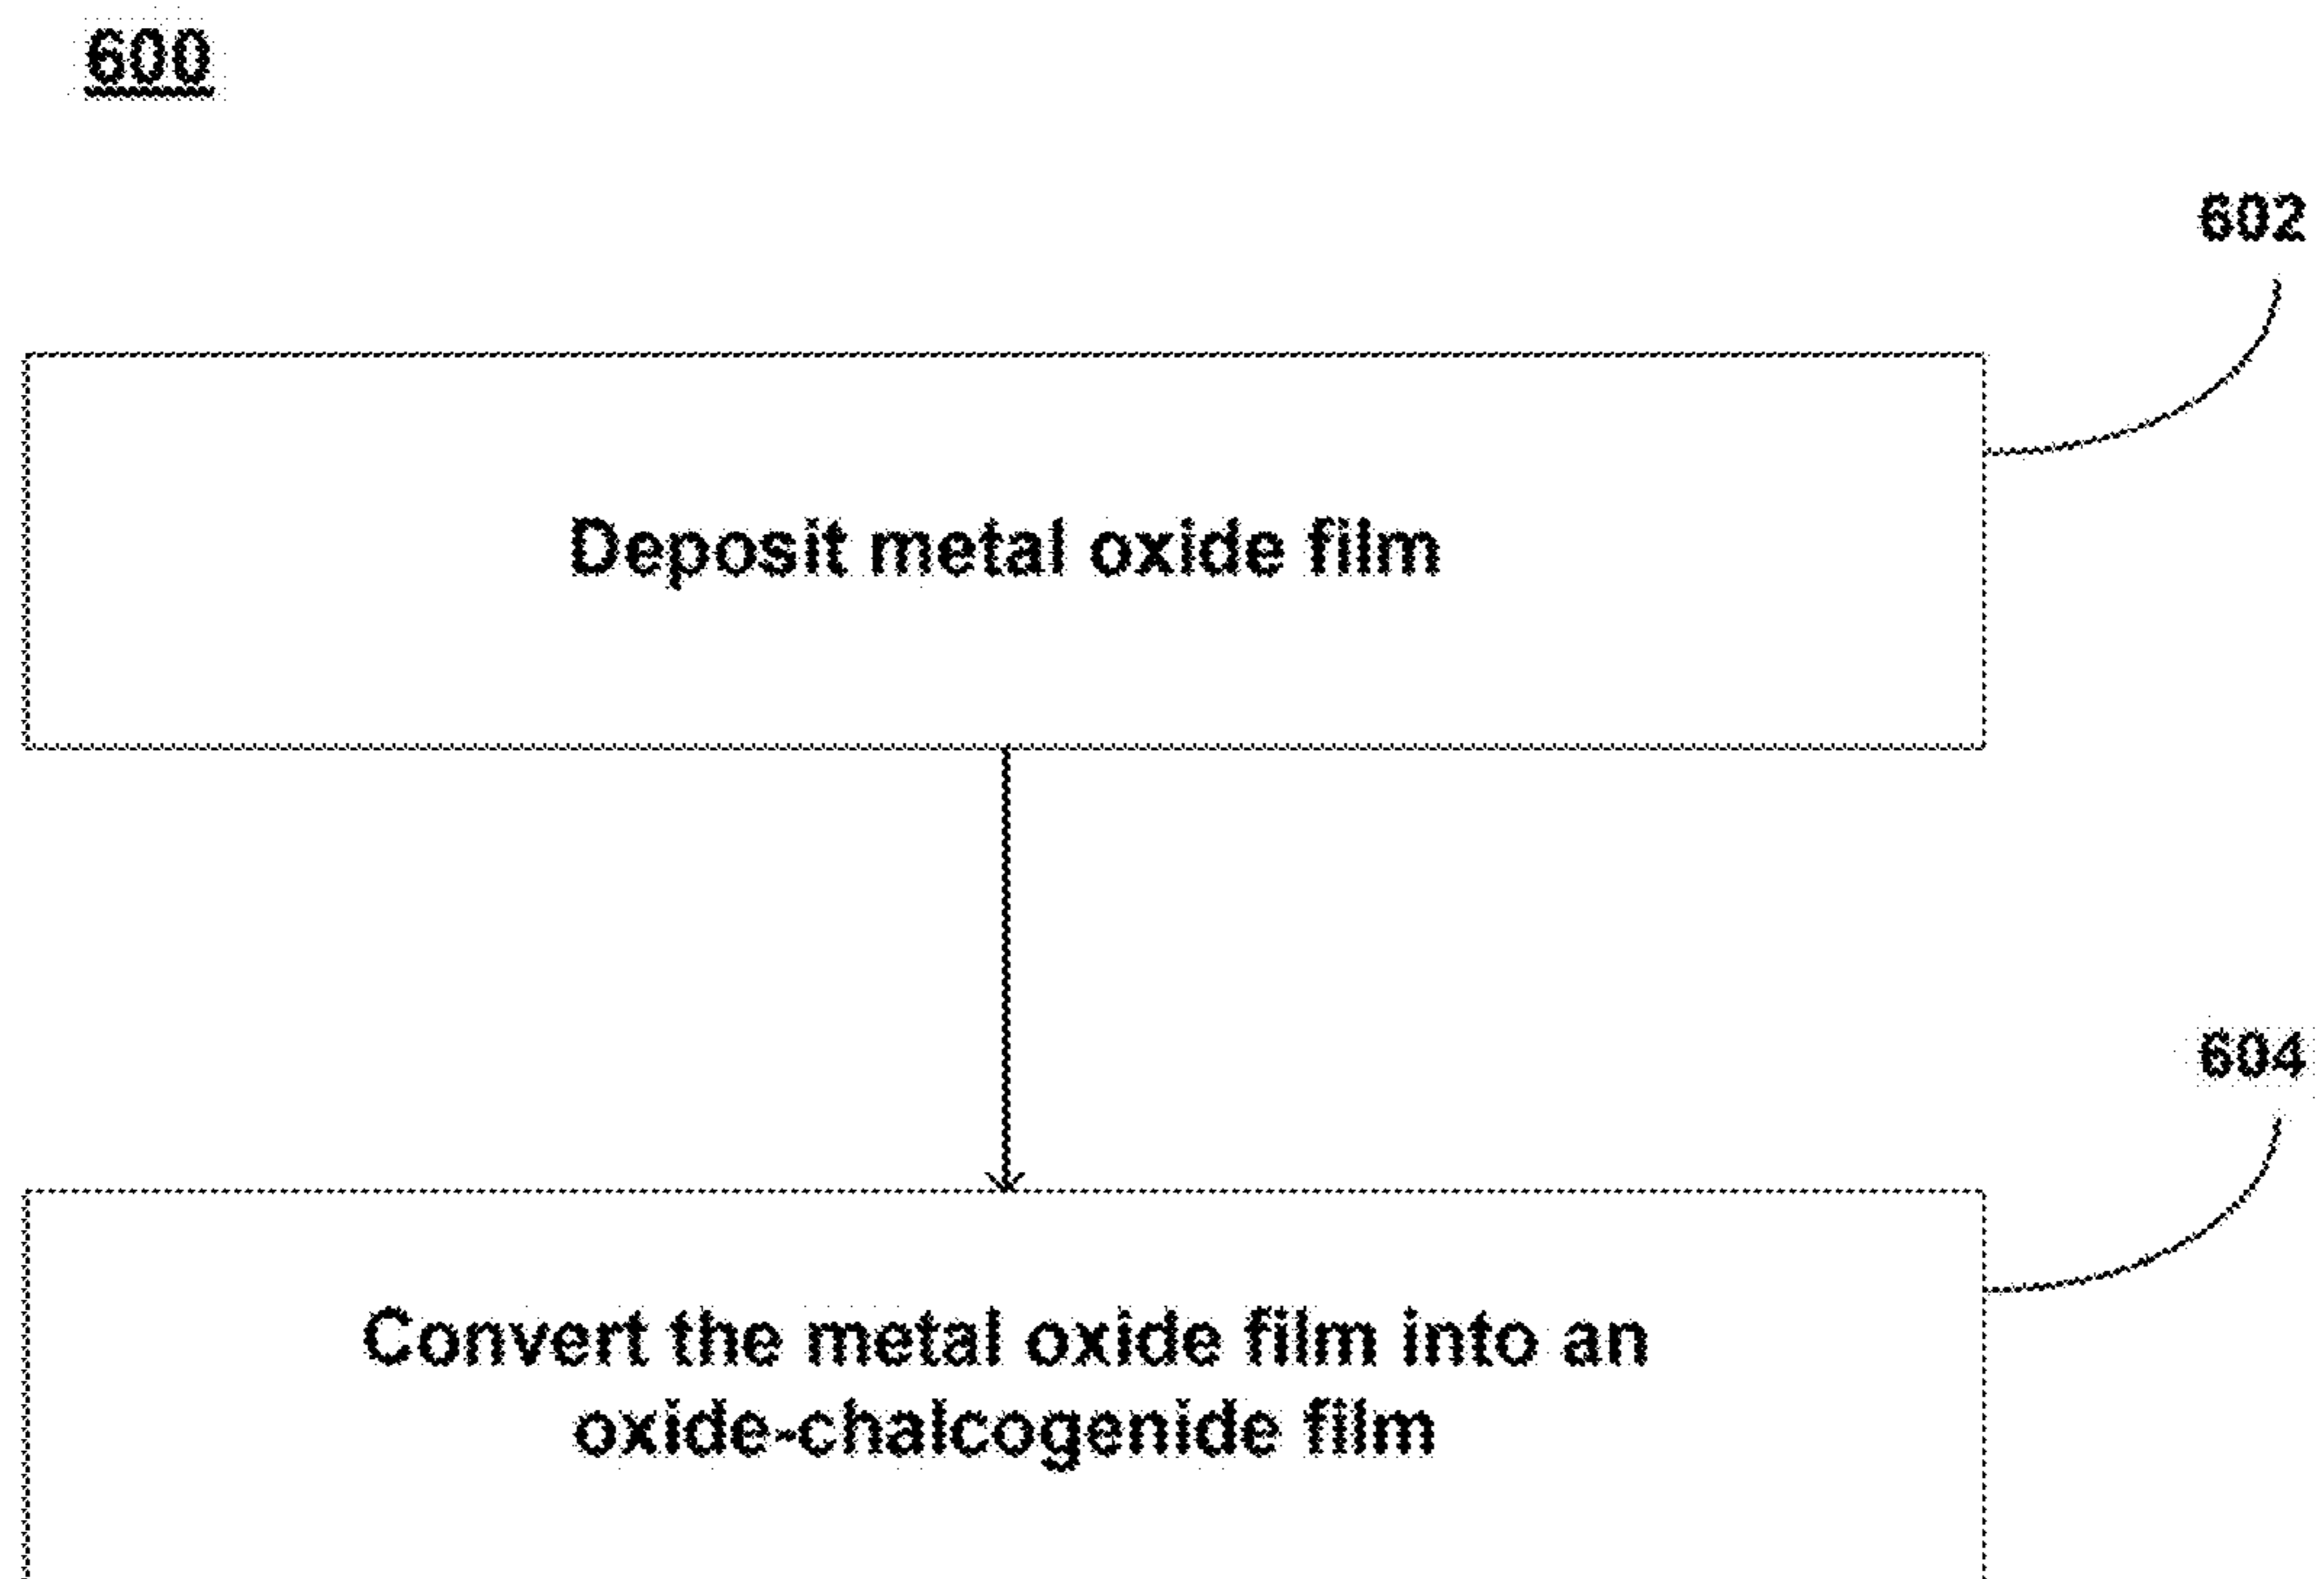 600
602
Deposit metal oxide film
604
Convert the metal oxide film into an
oxide-chalcogenide film